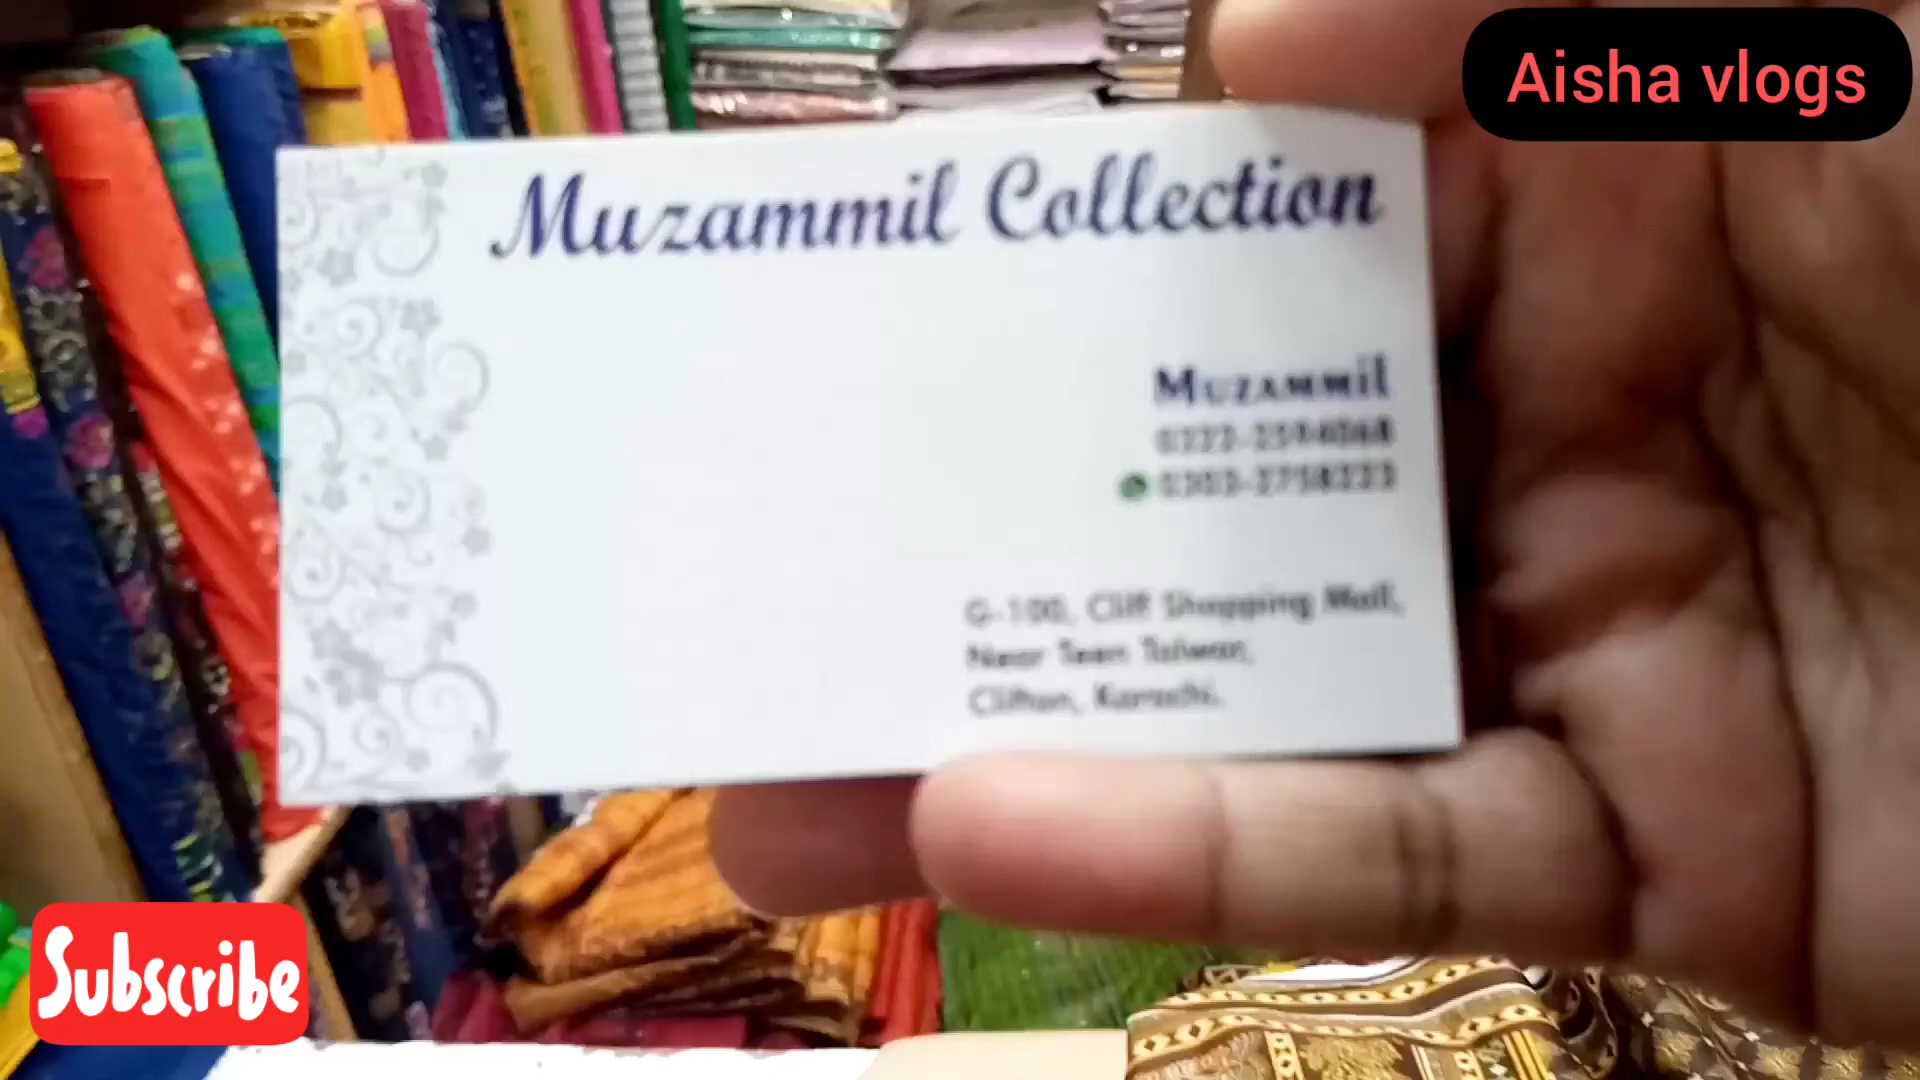 Aisha vlogs
Muzammil Collection
Muzammil
G-100, Cliff Shopping Mall,
Near Teen Talwar,
Clifton, Karachi.
Subscribe